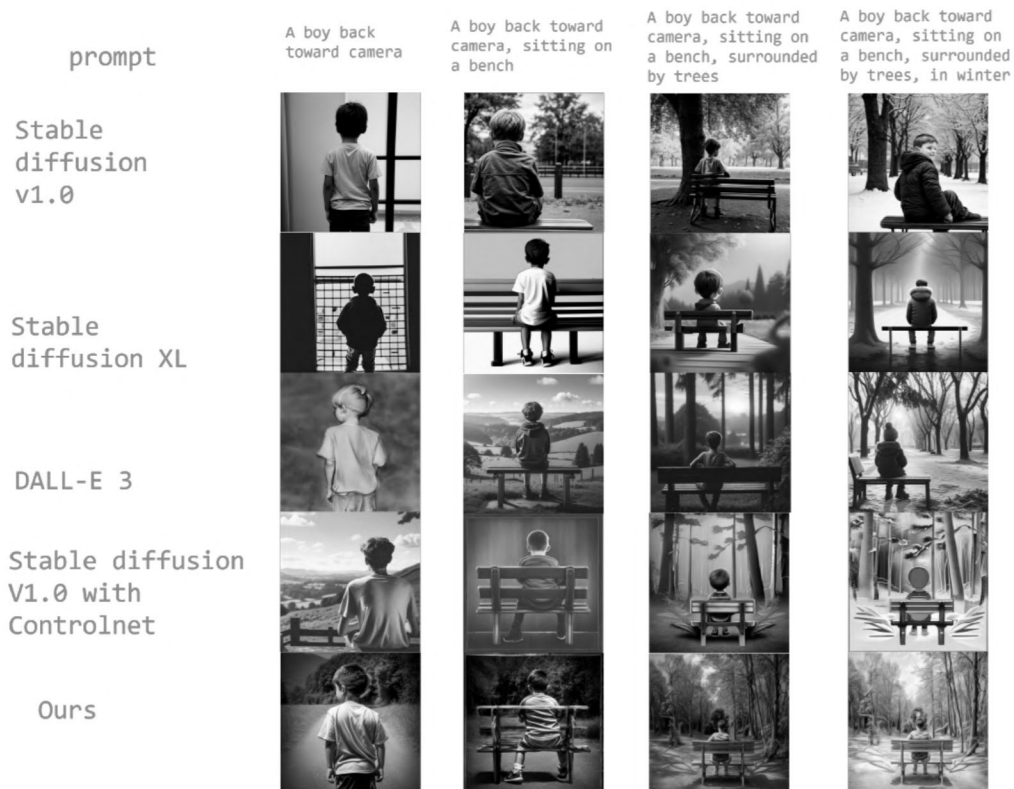 prompt
A boy back
toward camera
A boy back toward
camera, sitting on
a bench
A boy back toward
camera, sitting on
a bench, surrounded
by trees
A boy back toward
camera, sitting on
a bench, surrounded
by trees, in winter
Stable
diffusion
v1.0
Stable
diffusion XL
DALL-E 3
Stable diffusion
V1.0 with
Controlnet
Ours